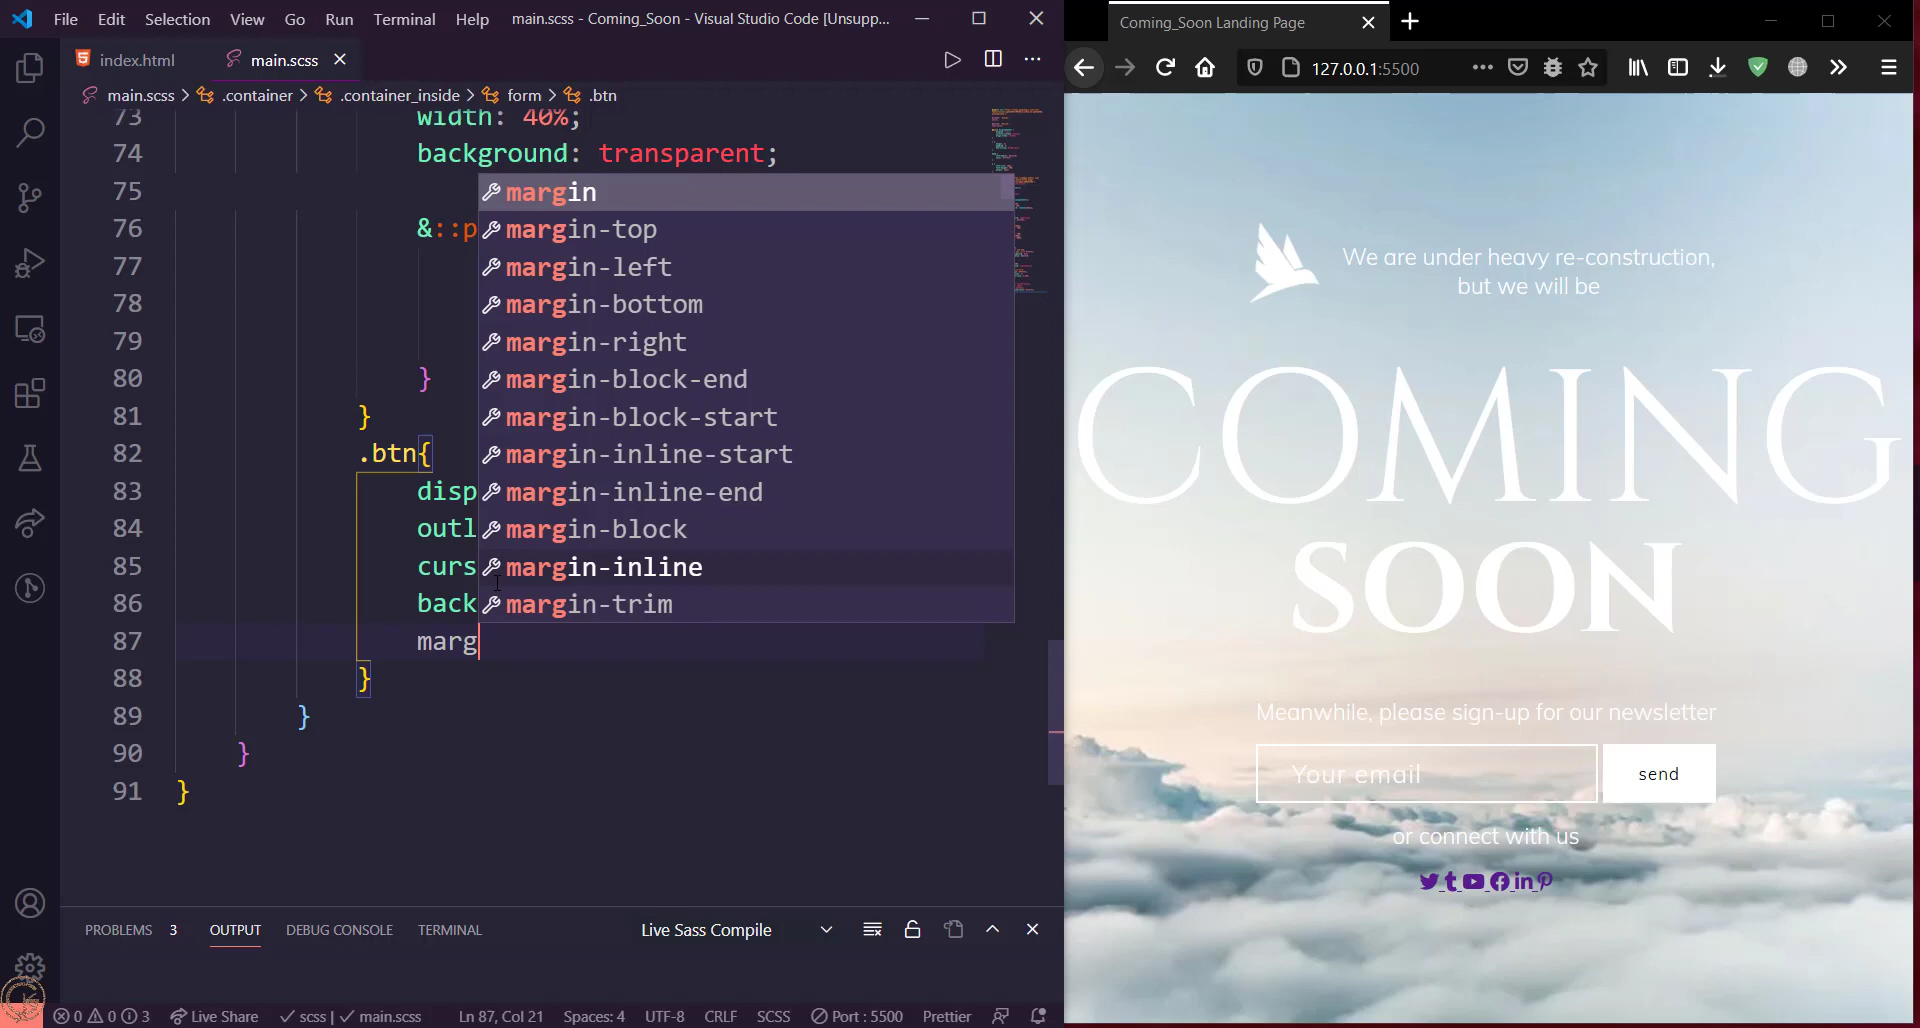 File Edit Selection View Go Run Terminal Help main.scss - Coming_Soon - Visual Studio Code [Unsupp...
index.html main.scss
main.scss > .container > .container_inside > form > .btn
73 width: 40%;
74 background: transparent;
75
76 &::p
77
78
79
80 }
81 }
82 .btn{
83 disp
84 outl
85 curs
86 back
87 marg
88 }
89 }
90 }
91 }
margin
margin-top
margin-left
margin-bottom
margin-right
margin-block-end
margin-block-start
margin-inline-start
margin-inline-end
margin-block
margin-inline
margin-trim
PROBLEMS 3 OUTPUT DEBUG CONSOLE TERMINAL Live Sass Compile
0 0 3 Live Share scss | main.scss Ln 87, Col 21 Spaces: 4 UTF-8 CRLF SCSS Port : 5500 Prettier
Coming_Soon Landing Page
127.0.0.1:5500
We are under heavy re-construction,
but we will be
COMING
SOON
Meanwhile, please sign-up for our newsletter
Your email send
or connect with us